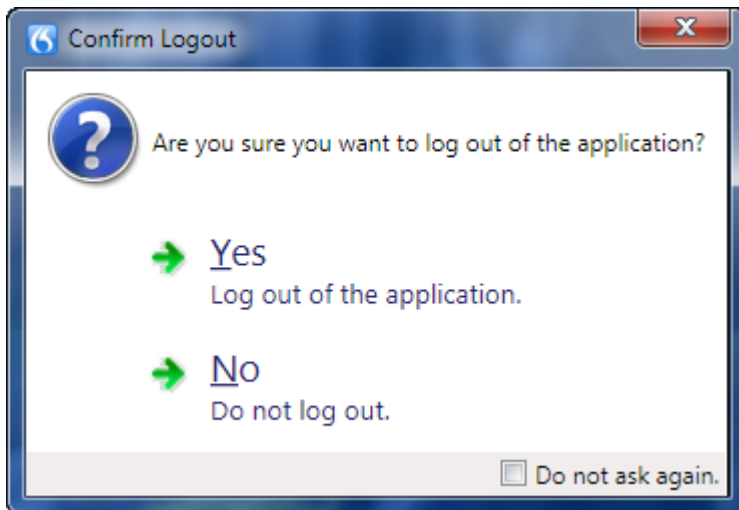 Confirm Logout
Are you sure you want to log out of the application?
Yes
Log out of the application.
No
Do not log out.
Do not ask again.